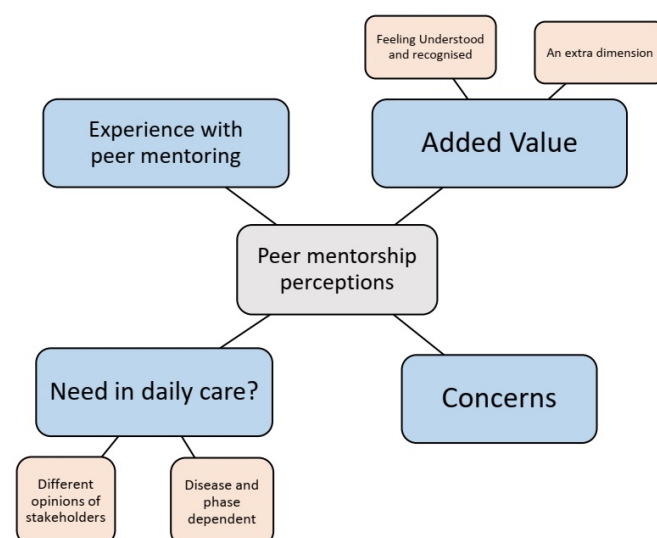 Feeling Understood
and recognised
An extra dimension
Experience with
peer mentoring
Added Value
Peer mentorship
perceptions
Need in daily care?
Concerns
Different
opinions of
stakeholders
Disease and
phase
dependent